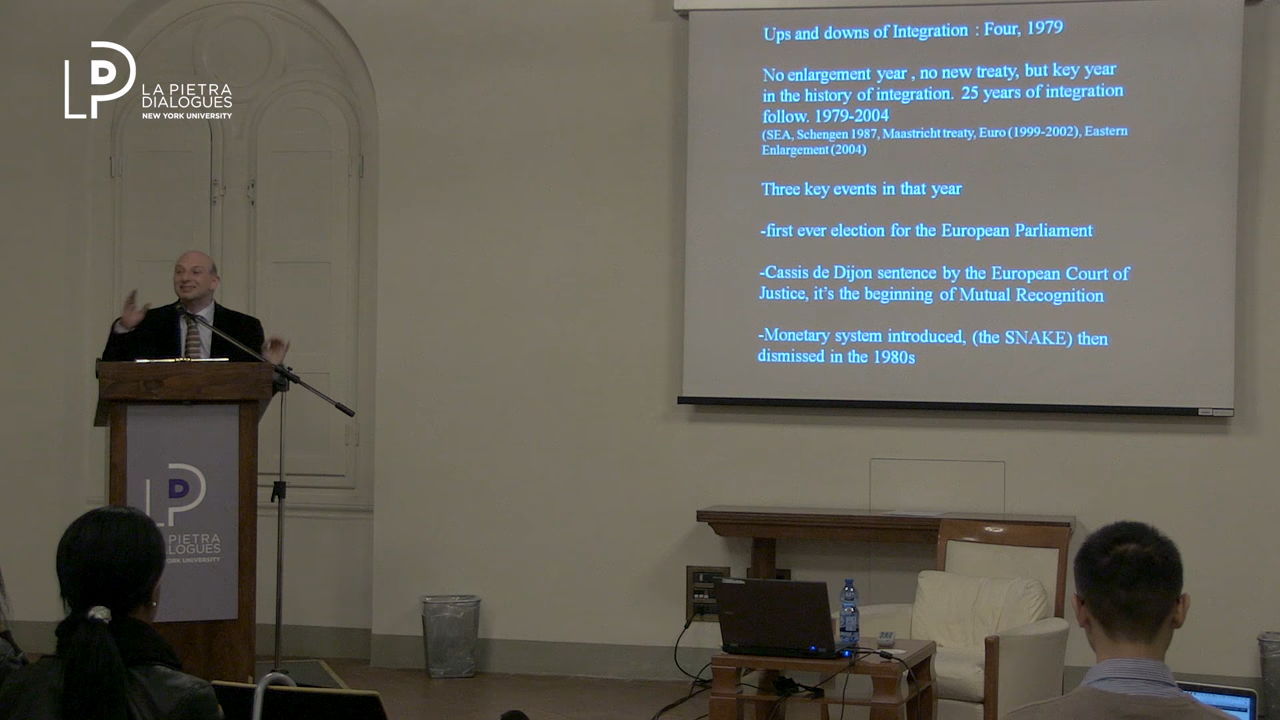 LA PIETRA
DIALOGUES
NEW YORK UNIVERSITY
Ups and downs of Integration : Four, 1979
No enlargement year , no new treaty, but key year
in the history of integration. 25 years of integration
follow. 1979-2004
(SEA, Schengen 1987, Maastricht treaty, Euro (1999-2002), Eastern
Enlargement (2004)
Three key events in that year
-first ever election for the European Parliament
-Cassis de Dijon sentence by the European Court of
Justice, it's the beginning of Mutual Recognition
-Monetary system introduced, (the SNAKE) then
dismissed in the 1980s
PIETRA
LOGUES
YORK UNIVERSITY